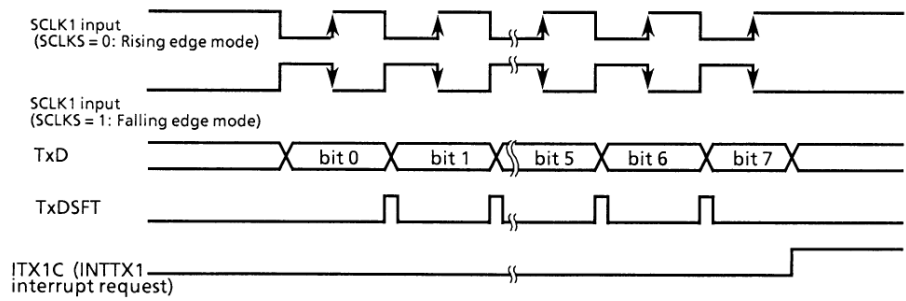 SCLK1 input
(SCLKS = 0: Rising edge mode)
SCLK1 input
(SCLKS = 1: Falling edge mode)
TxD
bit 0 bit 1 bit 5 bit 6 bit 7
TxDSFT
ITX1C (INTTX1
interrupt request)